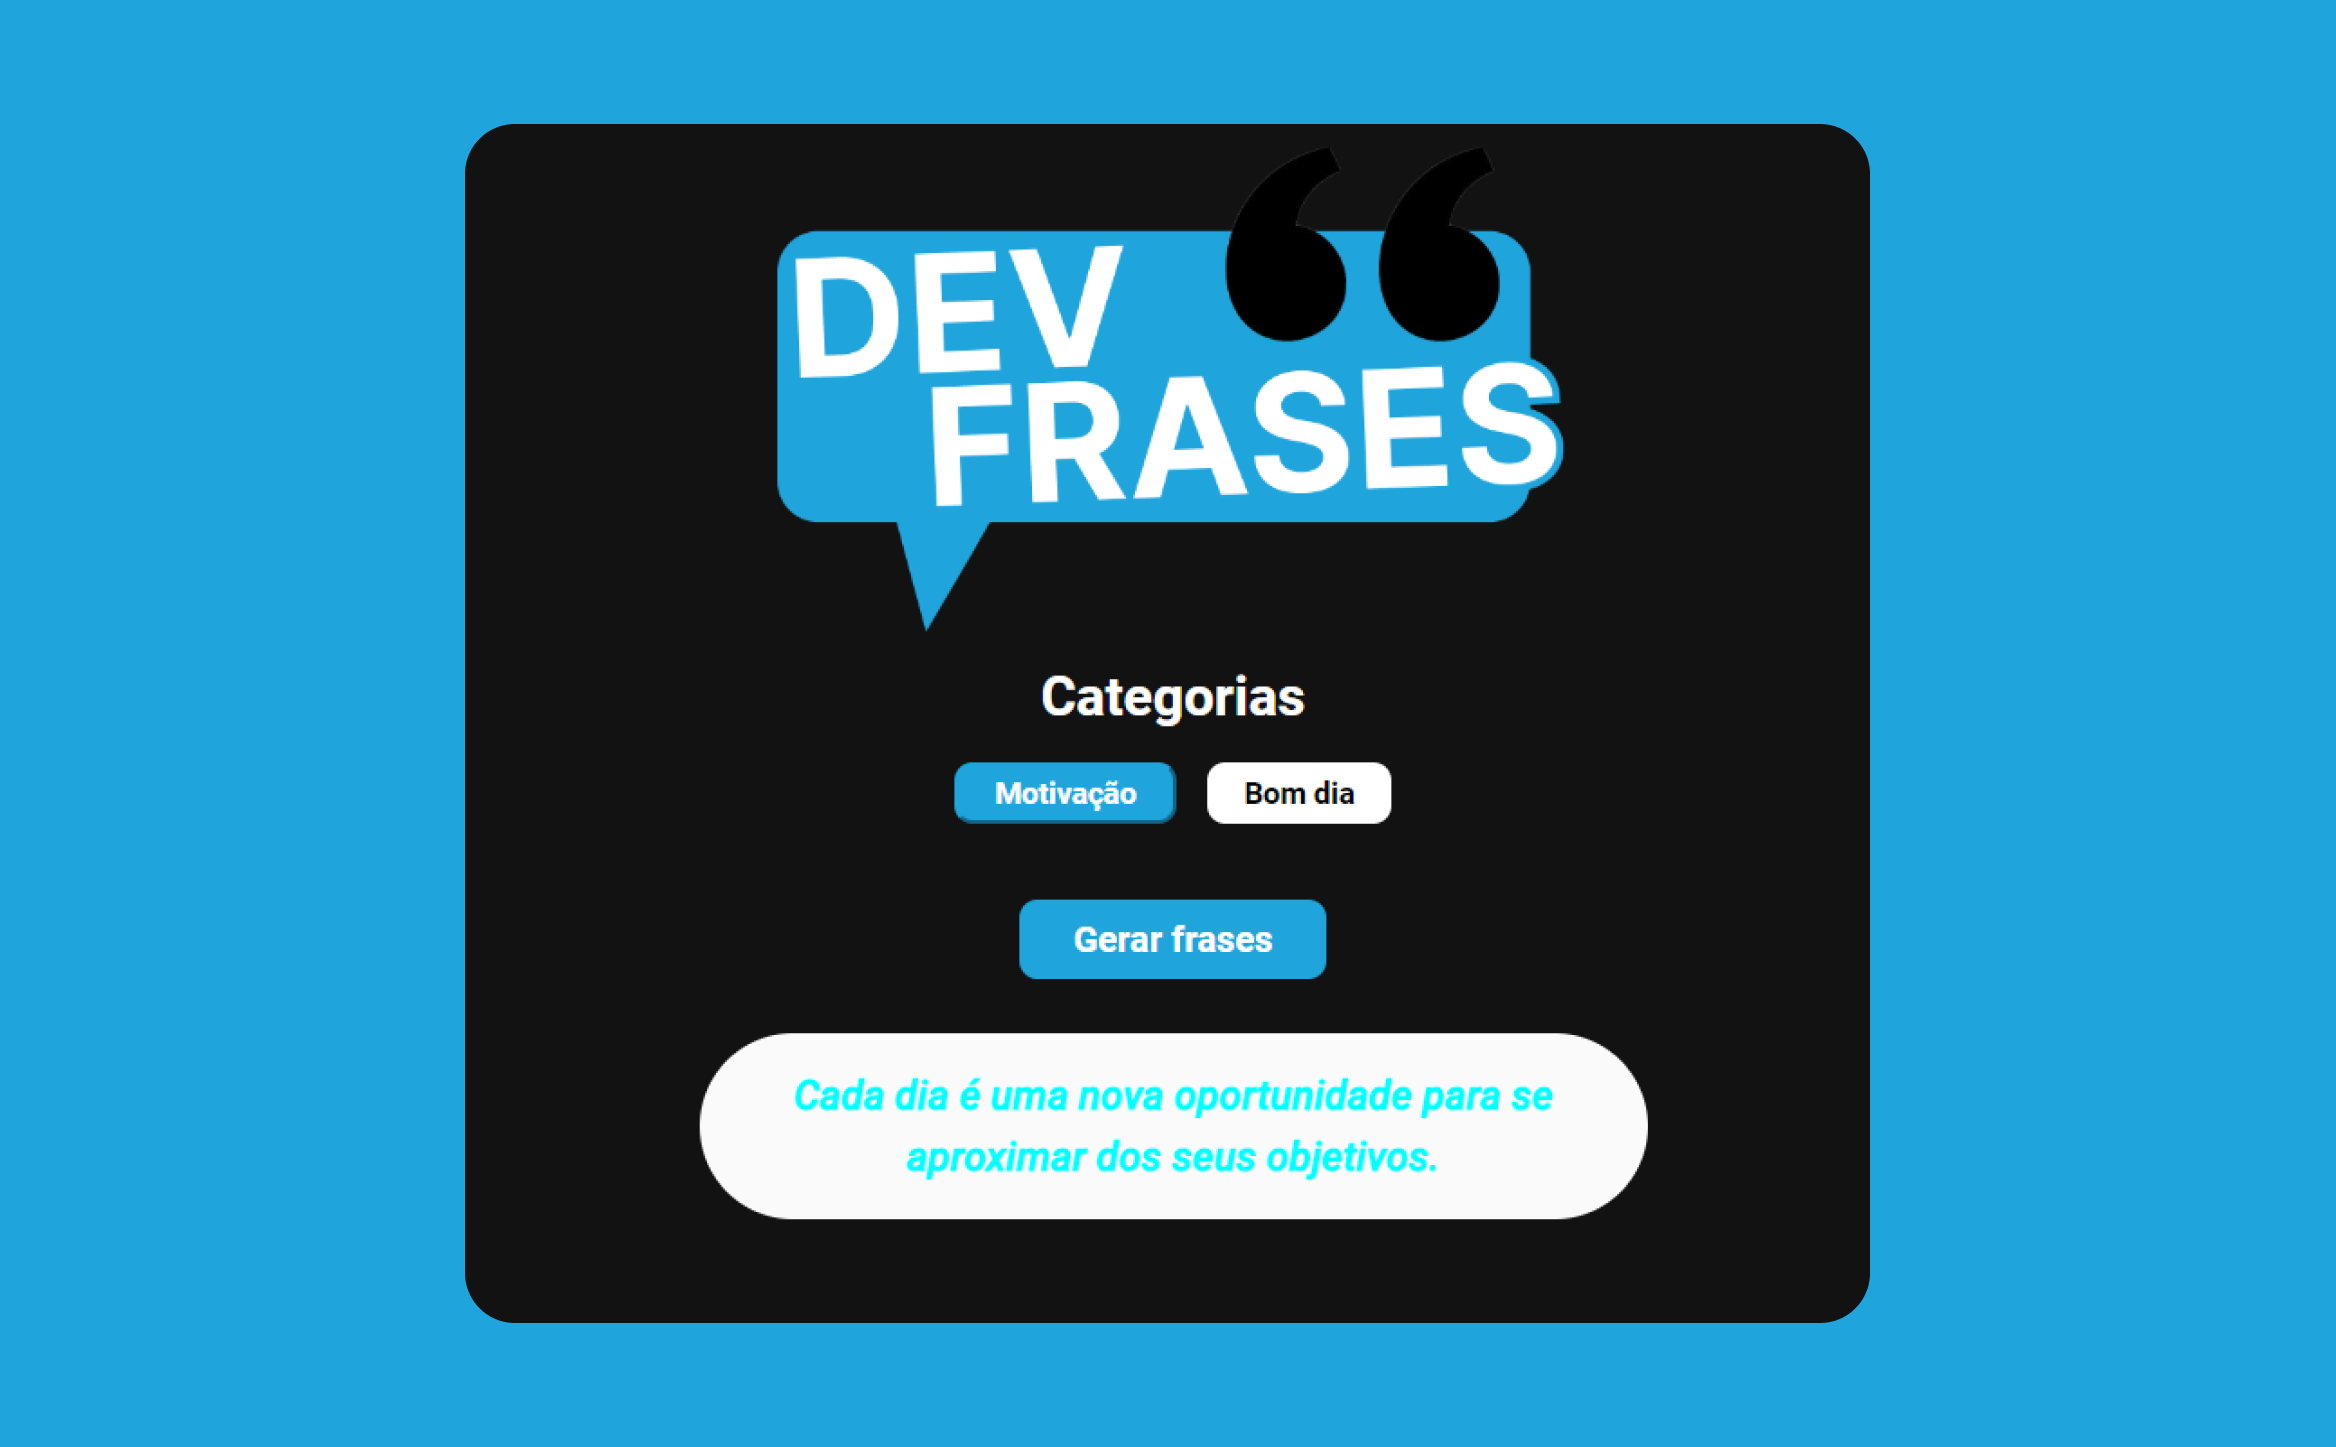 DEV
FRASES
Categorias
Motivação Bom dia
Gerar frases
Cada dia é uma nova oportunidade para se
aproximar dos seus objetivos.